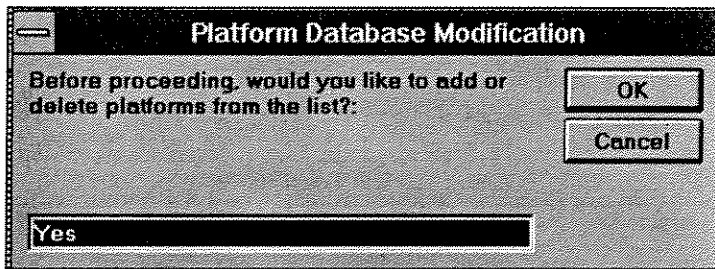 Platform Database Modification
Before proceeding, would you like to add or
delete platforms from the list?:
OK
Cancel
Yes